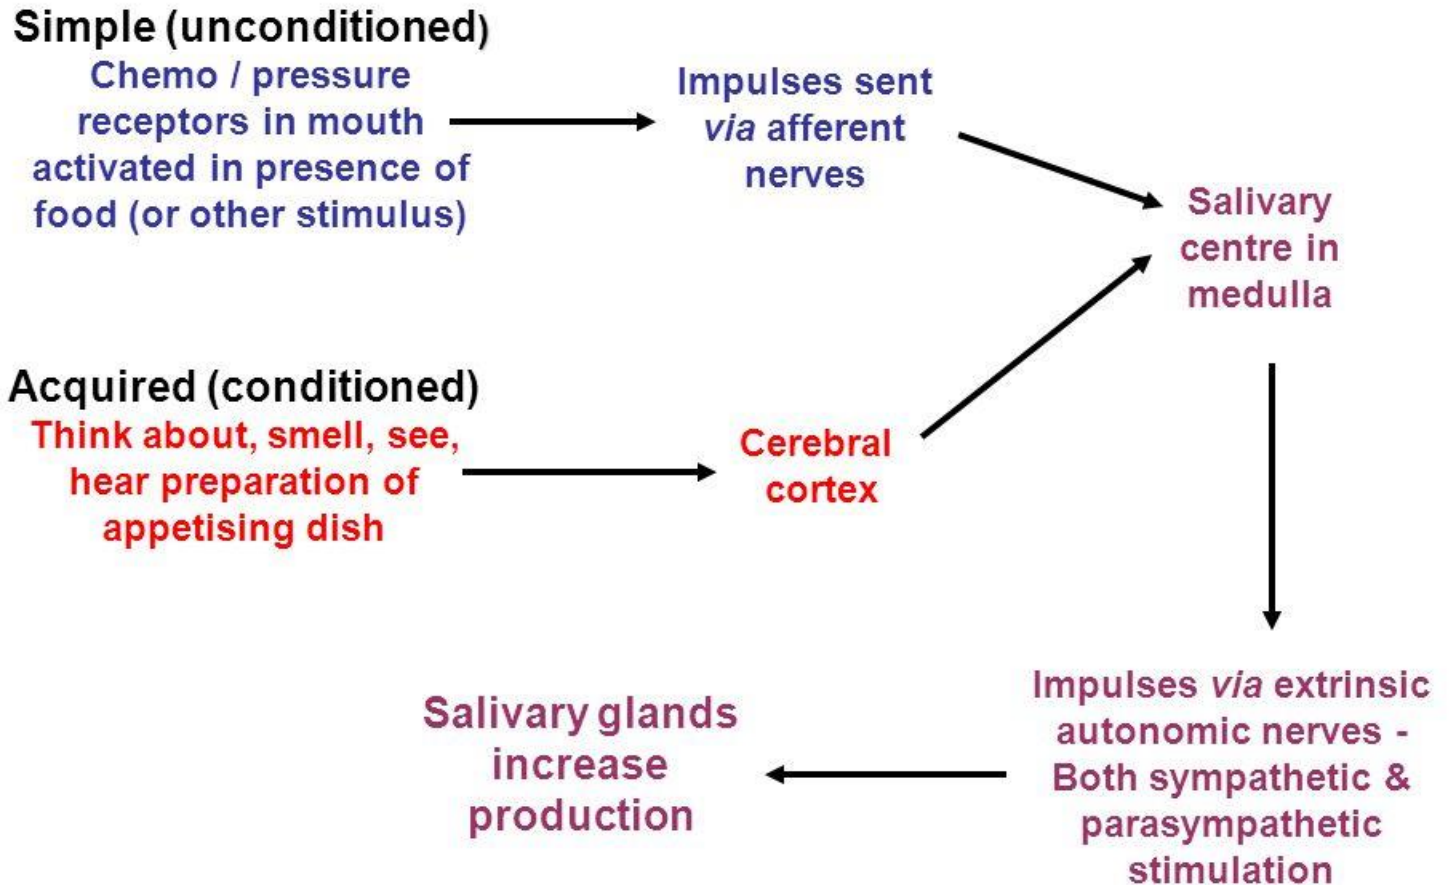 Simple (unconditioned)
Chemo / pressure
receptors in mouth
activated in presence of
food (or other stimulus)
Impulses sent
via afferent
nerves
Salivary
centre in
medulla
Acquired (conditioned)
Think about, smell, see,
hear preparation of
appetising dish
Cerebral
cortex
Impulses via extrinsic
autonomic nerves -
Both sympathetic &
parasympathetic
stimulation
Salivary glands
increase
production